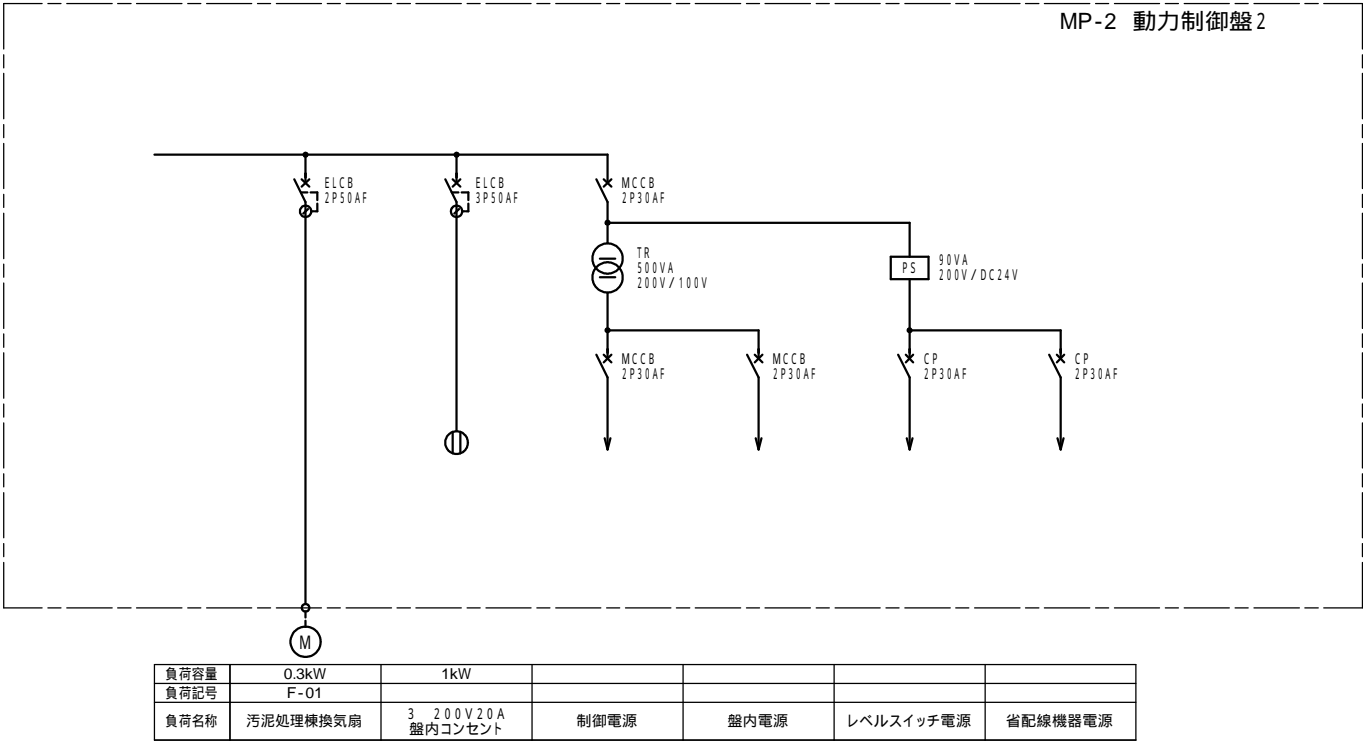 MP-2 動力制御盤2
ELCB
2P50AF
ELCB
3P50AF
MCCB
2P30AF
TR
500VA
200V/100V
PS
90VA
200V/DC24V
MCCB
2P30AF
MCCB
2P30AF
CP
2P30AF
CP
2P30AF
M
負荷容量 0.3kW 1kW
負荷記号 F-01
負荷名称 汚泥処理棟換気扇 3 200V20A 盤内コンセント 制御電源 盤内電源 レベルスイッチ電源 省配線機器電源